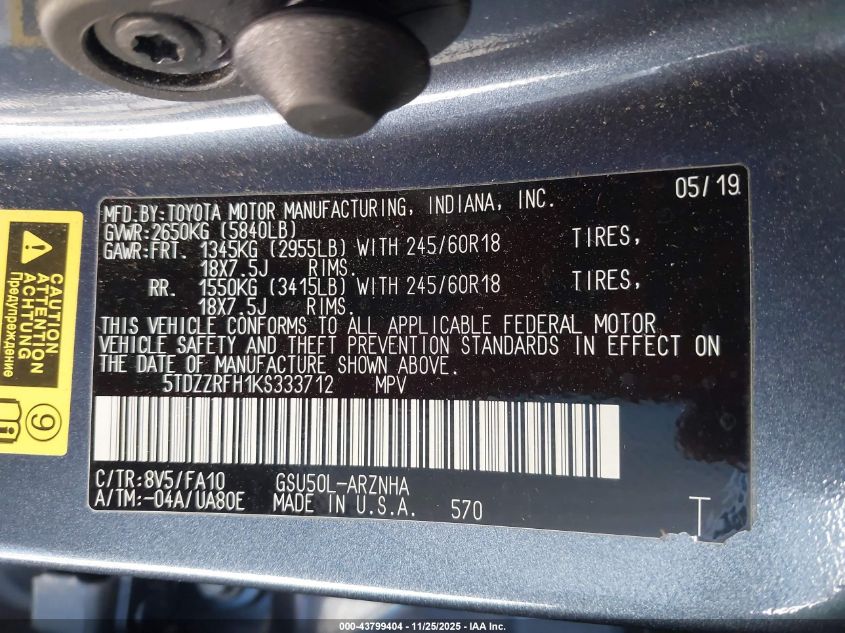 05/19
MFD.BY:TOYOTA MOTOR MANUFACTURING, INDIANA, INC.
GVWR:2650KG (5840LB)
GAWR:FRT. 1345KG (2955LB) WITH 245/60R18 TIRES,
18X7.5J RIMS.
RR. 1550KG (3415LB) WITH 245/60R18 TIRES,
18X7.5J RIMS.
THIS VEHICLE CONFORMS TO ALL APPLICABLE FEDERAL MOTOR
VEHICLE SAFETY AND THEFT PREVENTION STANDARDS IN EFFECT ON
THE DATE OF MANUFACTURE SHOWN ABOVE.
5TDZZRFH1KS333712 MPV
C/TR:8V5/FA10 GSU50L-ARZNHA
A/TM:-04A/UA80E MADE IN U.S.A. 570 T
CAUTION
ATTENTION
ACHTUNG
Предупреждение
9
000-43799404 - 11/25/2025 - IAA Inc.